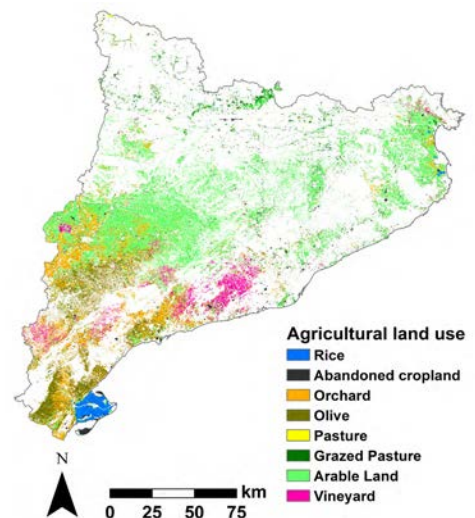 Agricultural land use
Rice
Abandoned cropland
Orchard
Olive
Pasture
Grazed Pasture
Arable Land
Vineyard
N
km
0 25 50 75